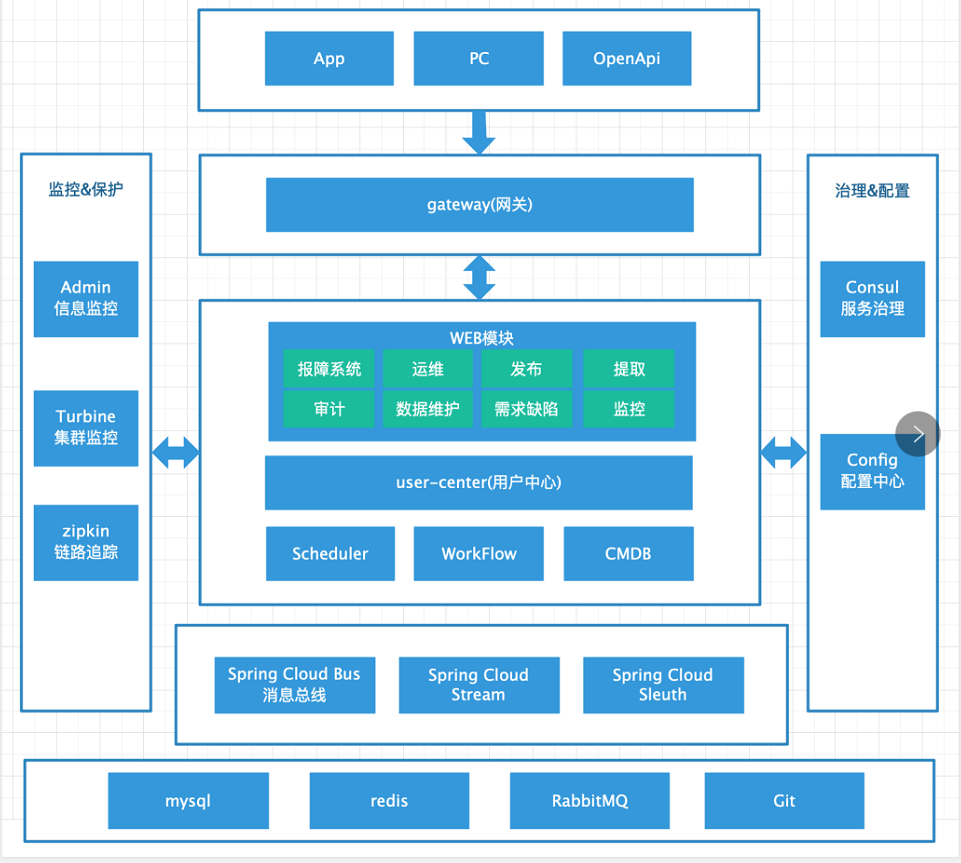 App
PC
OpenApi
监控&保护
gateway(网关)
治理&配置
Admin
信息监控
Turbine
集群监控
zipkin
链路追踪
WEB模块
报障系统
运维
发布
提取
审计
数据维护
需求缺陷
监控
user-center(用户中心)
Scheduler
WorkFlow
CMDB
Consul
服务治理
Config
配置中心
Spring Cloud Bus
消息总线
Spring Cloud
Stream
Spring Cloud
Sleuth
mysql
redis
RabbitMQ
Git